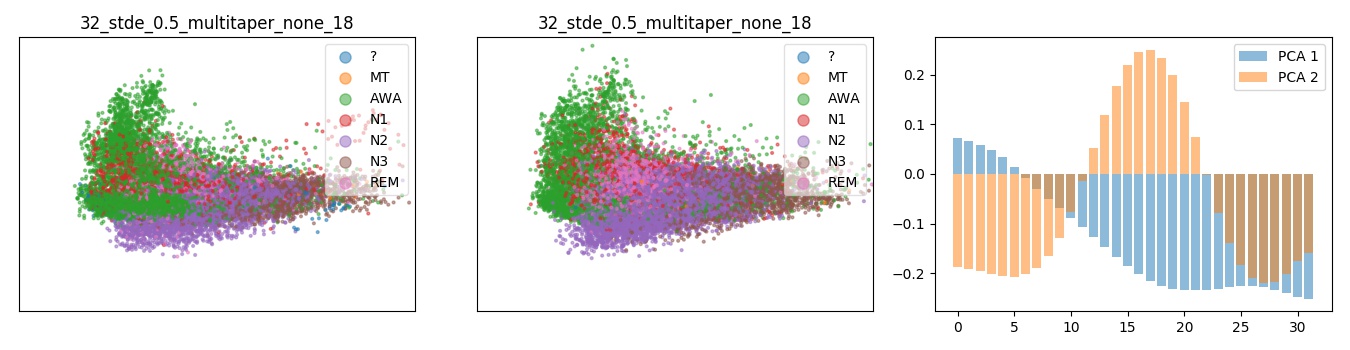 32_stde_0.5_multitaper_none_18
?
MT
AWA
N1
N2
N3
REM
32_stde_0.5_multitaper_none_18
?
MT
AWA
N1
N2
N3
REM
PCA 1
PCA 2
0.2
0.1
0.0
−0.1
−0.2
0 5 10 15 20 25 30